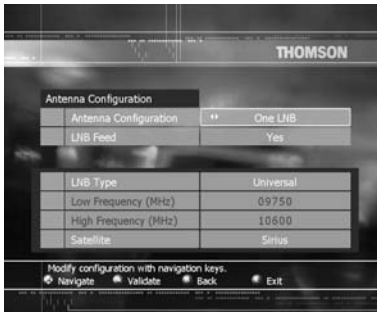 THOMSON
Antenna Configuration
Antenna Configuration One LNB
LNB Feed Yes
LNB Type Universal
Low Frequency (MHz) 09750
High Frequency (MHz) 10600
Satellite Sirius
Modify configuration with navigation keys.
Navigate Validate Back Exit